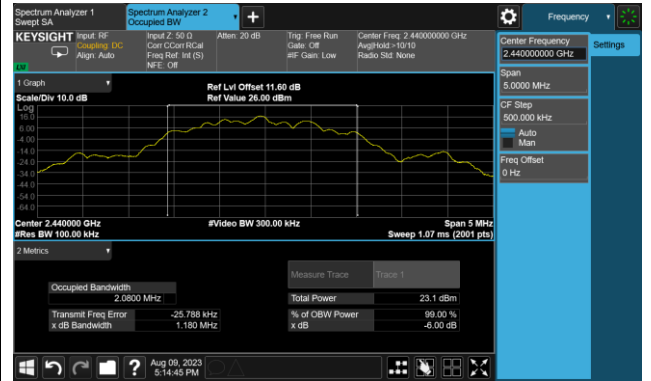 Spectrum Analyzer 1
Swept SA
Spectrum Analyzer 2
Occupied BW
Frequency
KEYSIGHT
Input: RF
Coupling: DC
Align: Auto
Input Z: 50 Ω
Corr CCorr RCal
Freq Ref: Int (S)
NFE: Off
Atten: 20 dB
Trig: Free Run
Gate: Off
#IF Gain: Low
Center Freq: 2.440000000 GHz
Avg|Hold:>10/10
Radio Std: None
LXI
Center Frequency
2.440000000 GHz
Settings
Span
5.0000 MHz
CF Step
500.000 kHz
Auto
Man
Freq Offset
0 Hz
1 Graph
Scale/Div 10.0 dB
Ref Lvl Offset 11.60 dB
Ref Value 26.00 dBm
Log
16.0
6.00
-4.00
-14.0
-24.0
-34.0
-44.0
-54.0
-64.0
Center 2.440000 GHz
#Res BW 100.00 kHz
#Video BW 300.00 kHz
Span 5 MHz
Sweep 1.07 ms (2001 pts)
2 Metrics
Measure Trace
Trace 1
Occupied Bandwidth
2.0800 MHz
Total Power
23.1 dBm
Transmit Freq Error
-25.788 kHz
% of OBW Power
99.00 %
x dB Bandwidth
1.180 MHz
x dB
-6.00 dB
?
Aug 09, 2023
5:14:45 PM